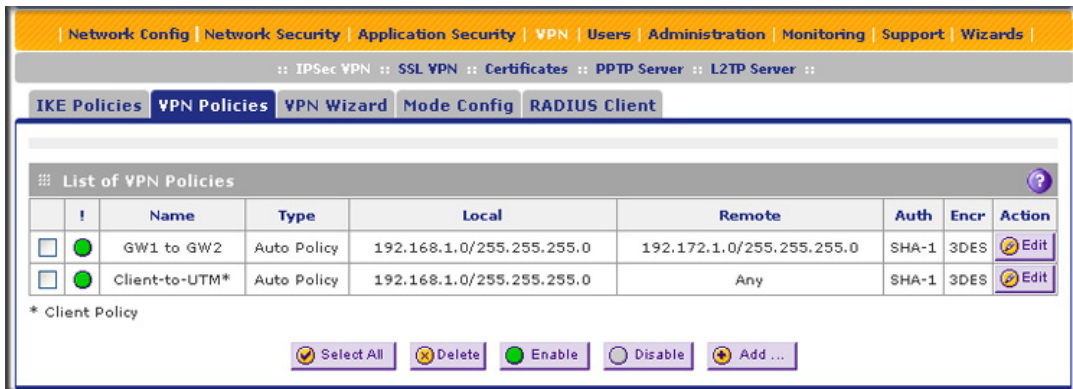 Network Config | Network Security | Application Security | VPN | Users | Administration | Monitoring | Support | Wizards
:: IPSec VPN :: SSL VPN :: Certificates :: PPTP Server :: L2TP Server ::
IKE Policies VPN Policies VPN Wizard Mode Config RADIUS Client
List of VPN Policies ?
! Name Type Local Remote Auth Encr Action
GW1 to GW2 Auto Policy 192.168.1.0/255.255.255.0 192.172.1.0/255.255.255.0 SHA-1 3DES Edit
Client-to-UTM* Auto Policy 192.168.1.0/255.255.255.0 Any SHA-1 3DES Edit
* Client Policy
Select All Delete Enable Disable Add ...